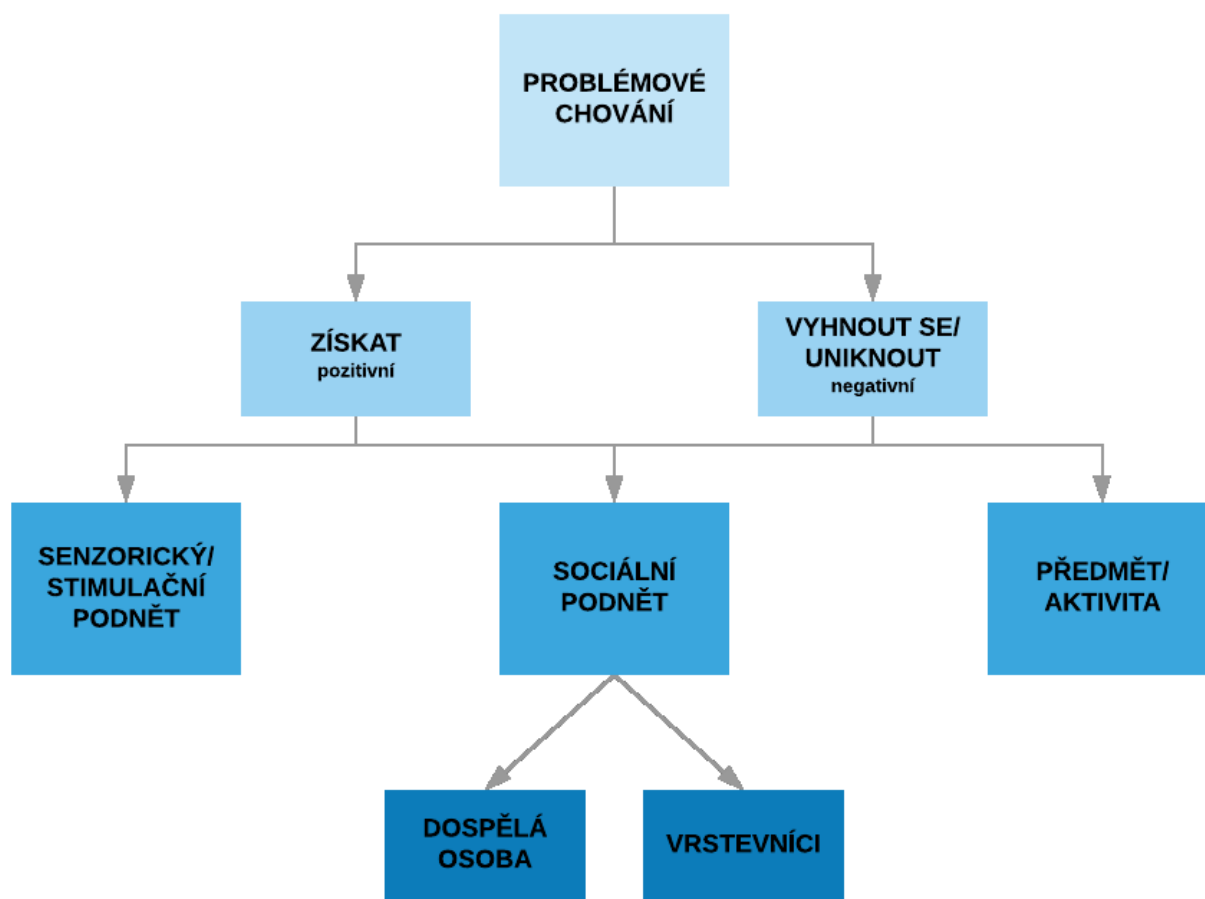 PROBLÉMOVÉ
CHOVÁNÍ
ZÍSKAT
pozitivní
VYHNOUT SE/
UNIKNOUT
negativní
SENZORICKÝ/
STIMULAČNÍ
PODNĚT
SOCIÁLNÍ
PODNĚT
PŘEDMĚT/
AKTIVITA
DOSPĚLÁ
OSOBA
VRSTEVNÍCI